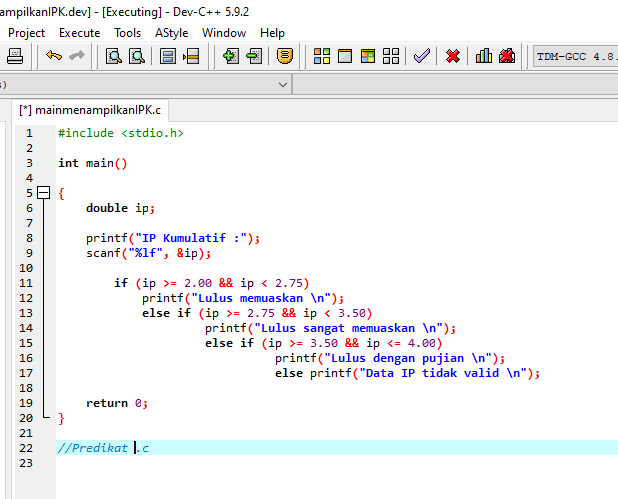 ampilkanIPK.dev] - [Executing] - Dev-C++ 5.9.2
Project Execute Tools AStyle Window Help
TDM-GCC 4.8.
)
[*] mainmenampilkanIPK.c
1 #include <stdio.h>
2
3 int main()
4
5 {
6 double ip;
7
8 printf("IP Kumulatif :");
9 scanf("%lf", &ip);
10
11 if (ip >= 2.00 && ip < 2.75)
12 printf("Lulus memuaskan \n");
13 else if (ip >= 2.75 && ip < 3.50)
14 printf("Lulus sangat memuaskan \n");
15 else if (ip >= 3.50 && ip <= 4.00)
16 printf("Lulus dengan pujian \n");
17 else printf("Data IP tidak valid \n");
18
19 return 0;
20 }
21
22 //Predikat .c
23